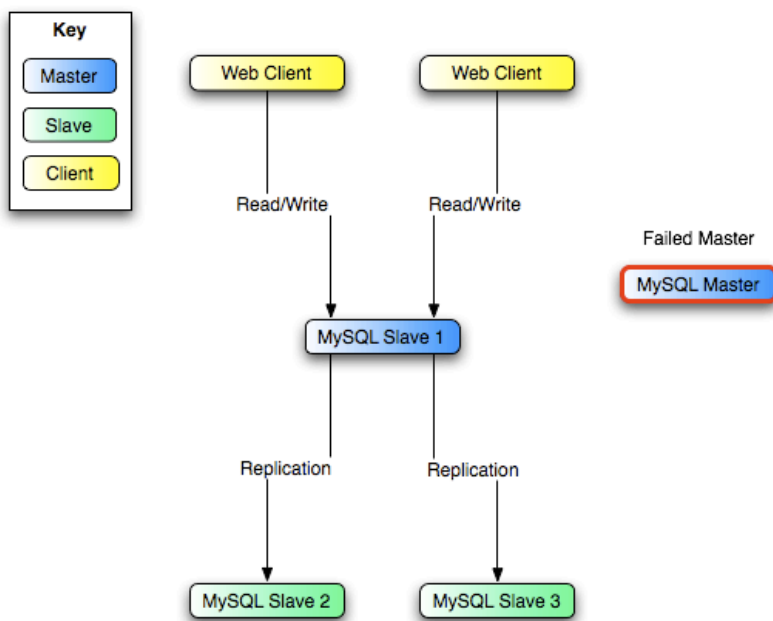 Key
Master
Slave
Client
Web Client
Web Client
Read/Write
Read/Write
Failed Master
MySQL Master
MySQL Slave 1
Replication
Replication
MySQL Slave 2
MySQL Slave 3